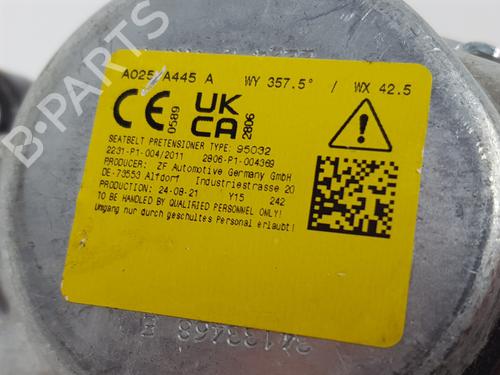 A025 A445 A WY 357.5° / WX 42.5
CE 0589 UK CA 2806
SEATBELT PRETENSIONER TYPE: 95032
2231-P1-004/2011 2806-P1-004369
PRODUCER: ZF Automotive Germany GmbH
DE-73553 Alfdorf Industriestrasse 20
PRODUCTION: 24-08-21 Y15 242
TO BE HANDLED BY QUALIFIED PERSONNEL ONLY!
Umgang nur durch geschultes Personal erlaubt!
34133468 E
B-PARTS